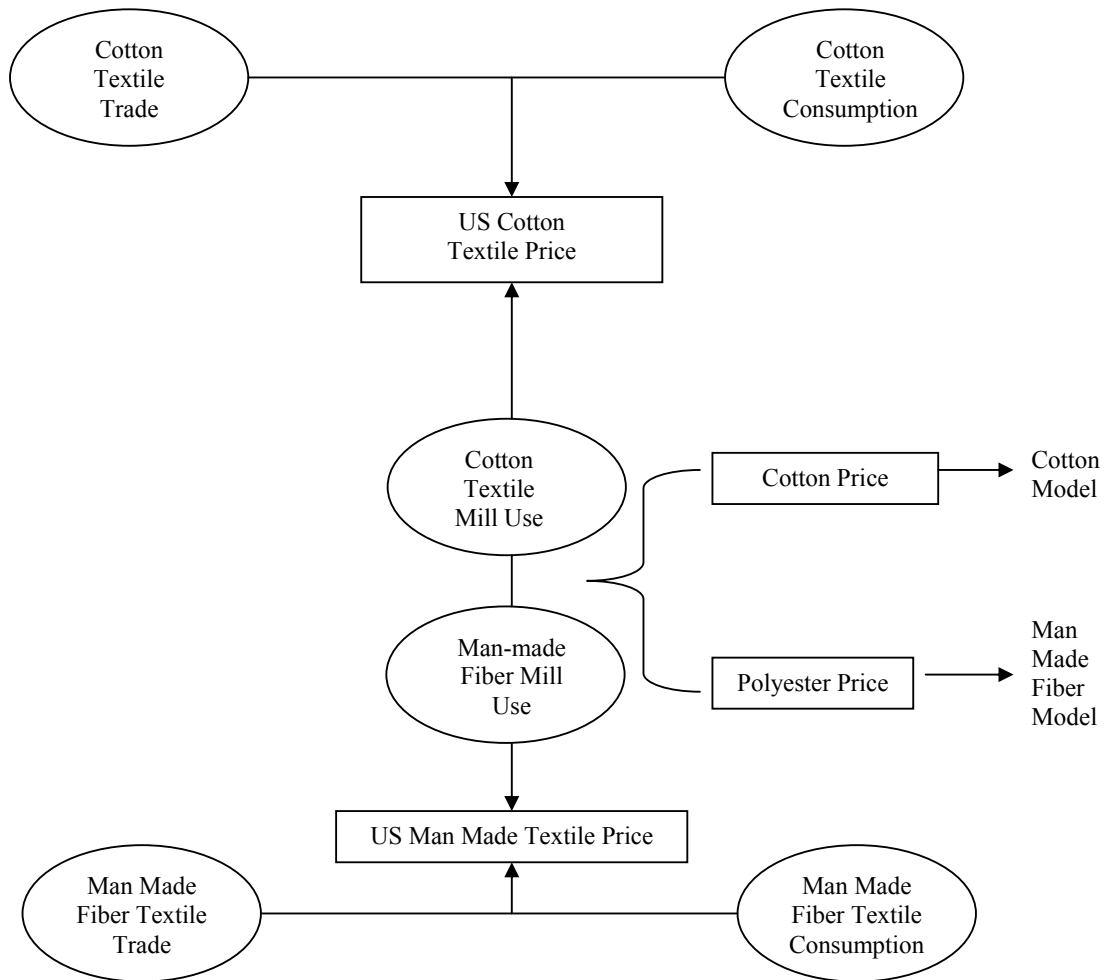 Cotton
Textile
Trade
Cotton
Textile
Consumption
US Cotton
Textile Price
Cotton
Textile
Mill Use
Cotton Price
Cotton
Model
Man-made
Fiber Mill
Use
Polyester Price
Man
Made
Fiber
Model
US Man Made Textile Price
Man Made
Fiber Textile
Trade
Man Made
Fiber Textile
Consumption